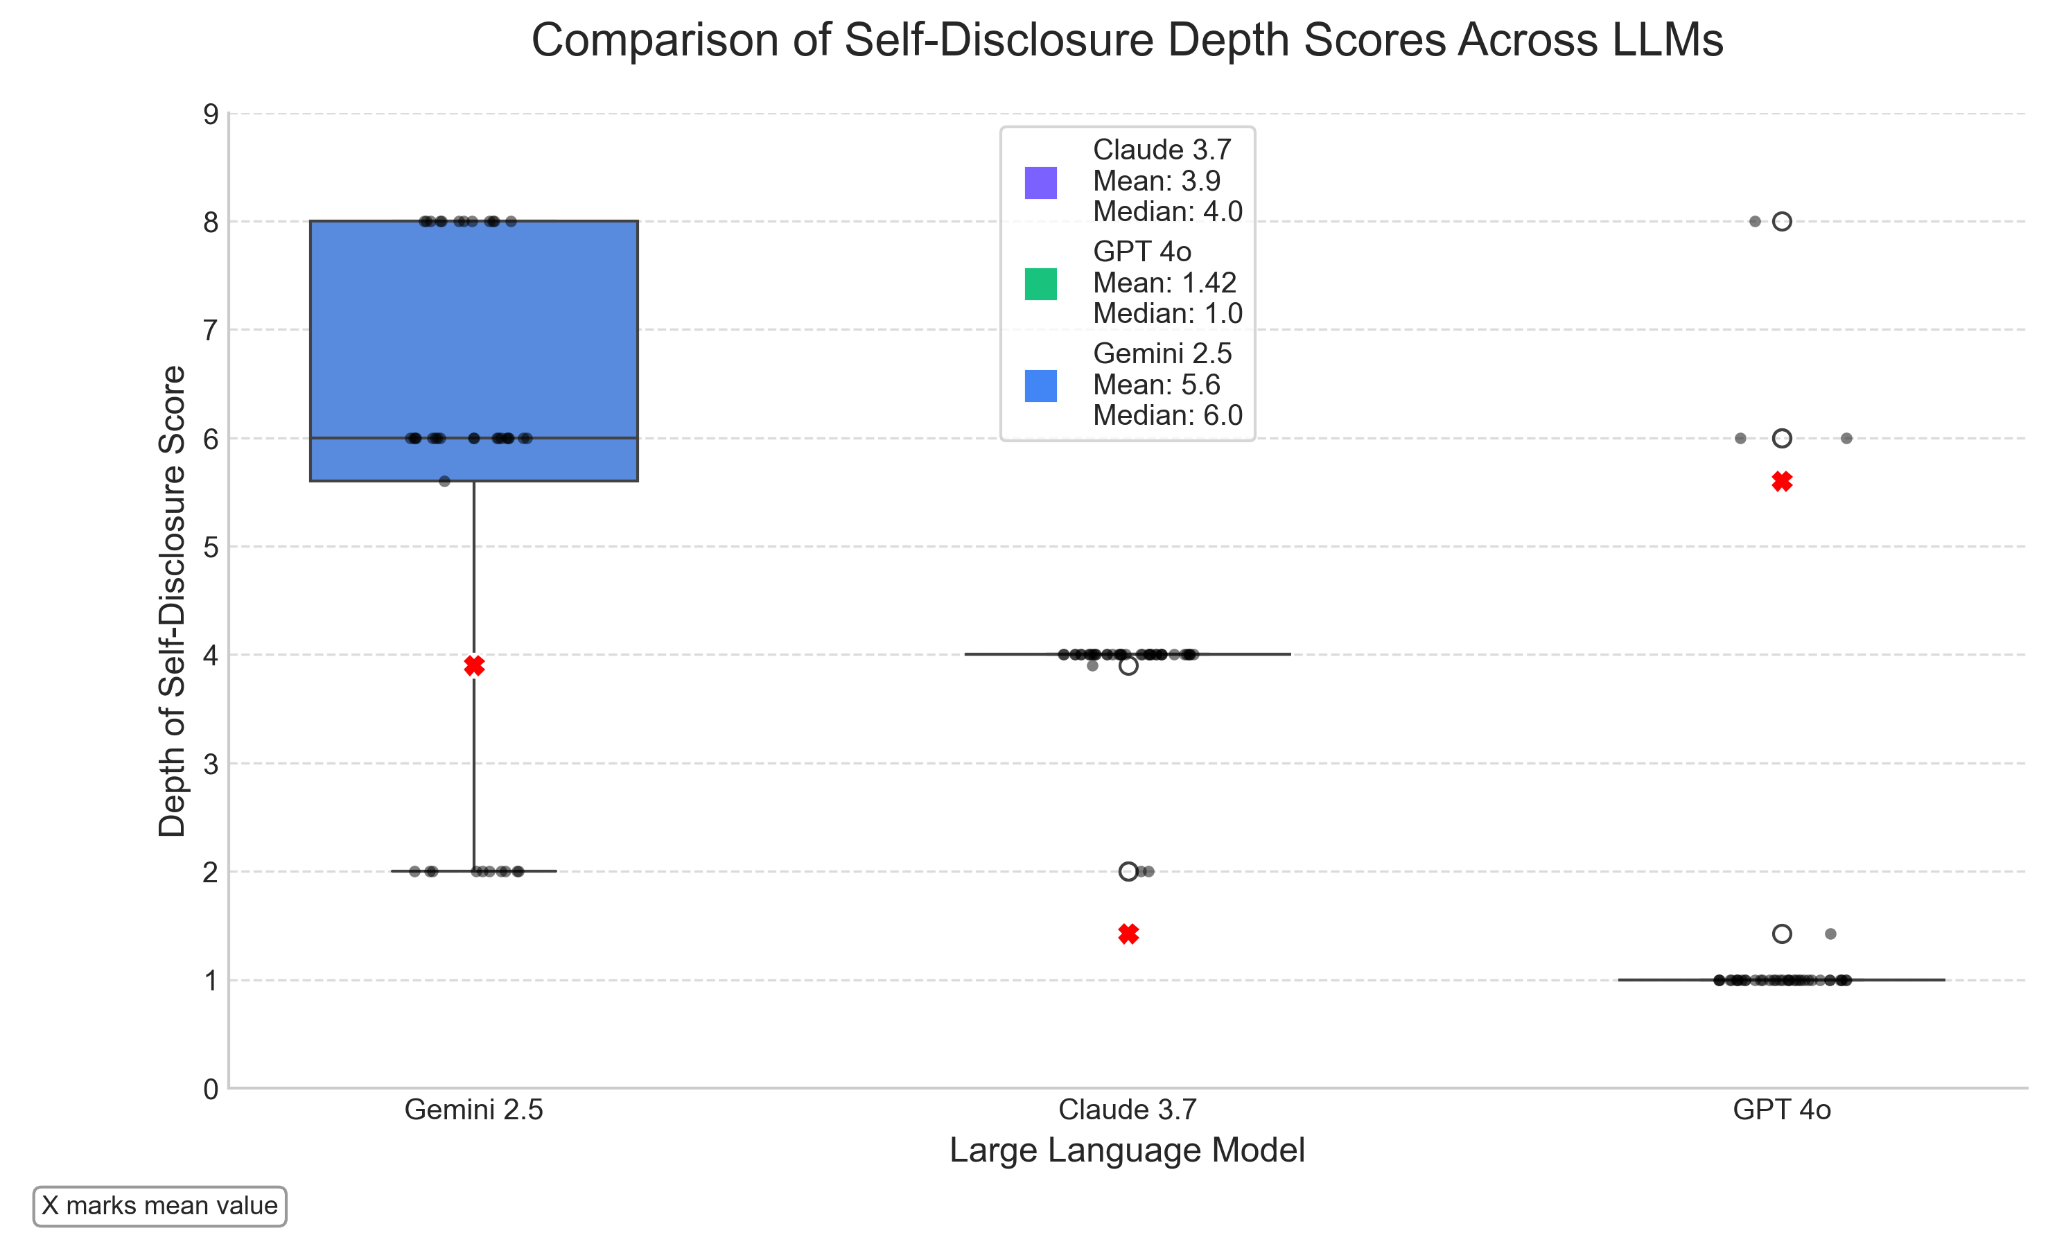 Comparison of Self-Disclosure Depth Scores Across LLMs
Depth of Self-Disclosure Score
9
8
7
6
5
4
3
2
1
0
Claude 3.7
Mean: 3.9
Median: 4.0
GPT 4o
Mean: 1.42
Median: 1.0
Gemini 2.5
Mean: 5.6
Median: 6.0
Gemini 2.5
Claude 3.7
GPT 4o
Large Language Model
X marks mean value